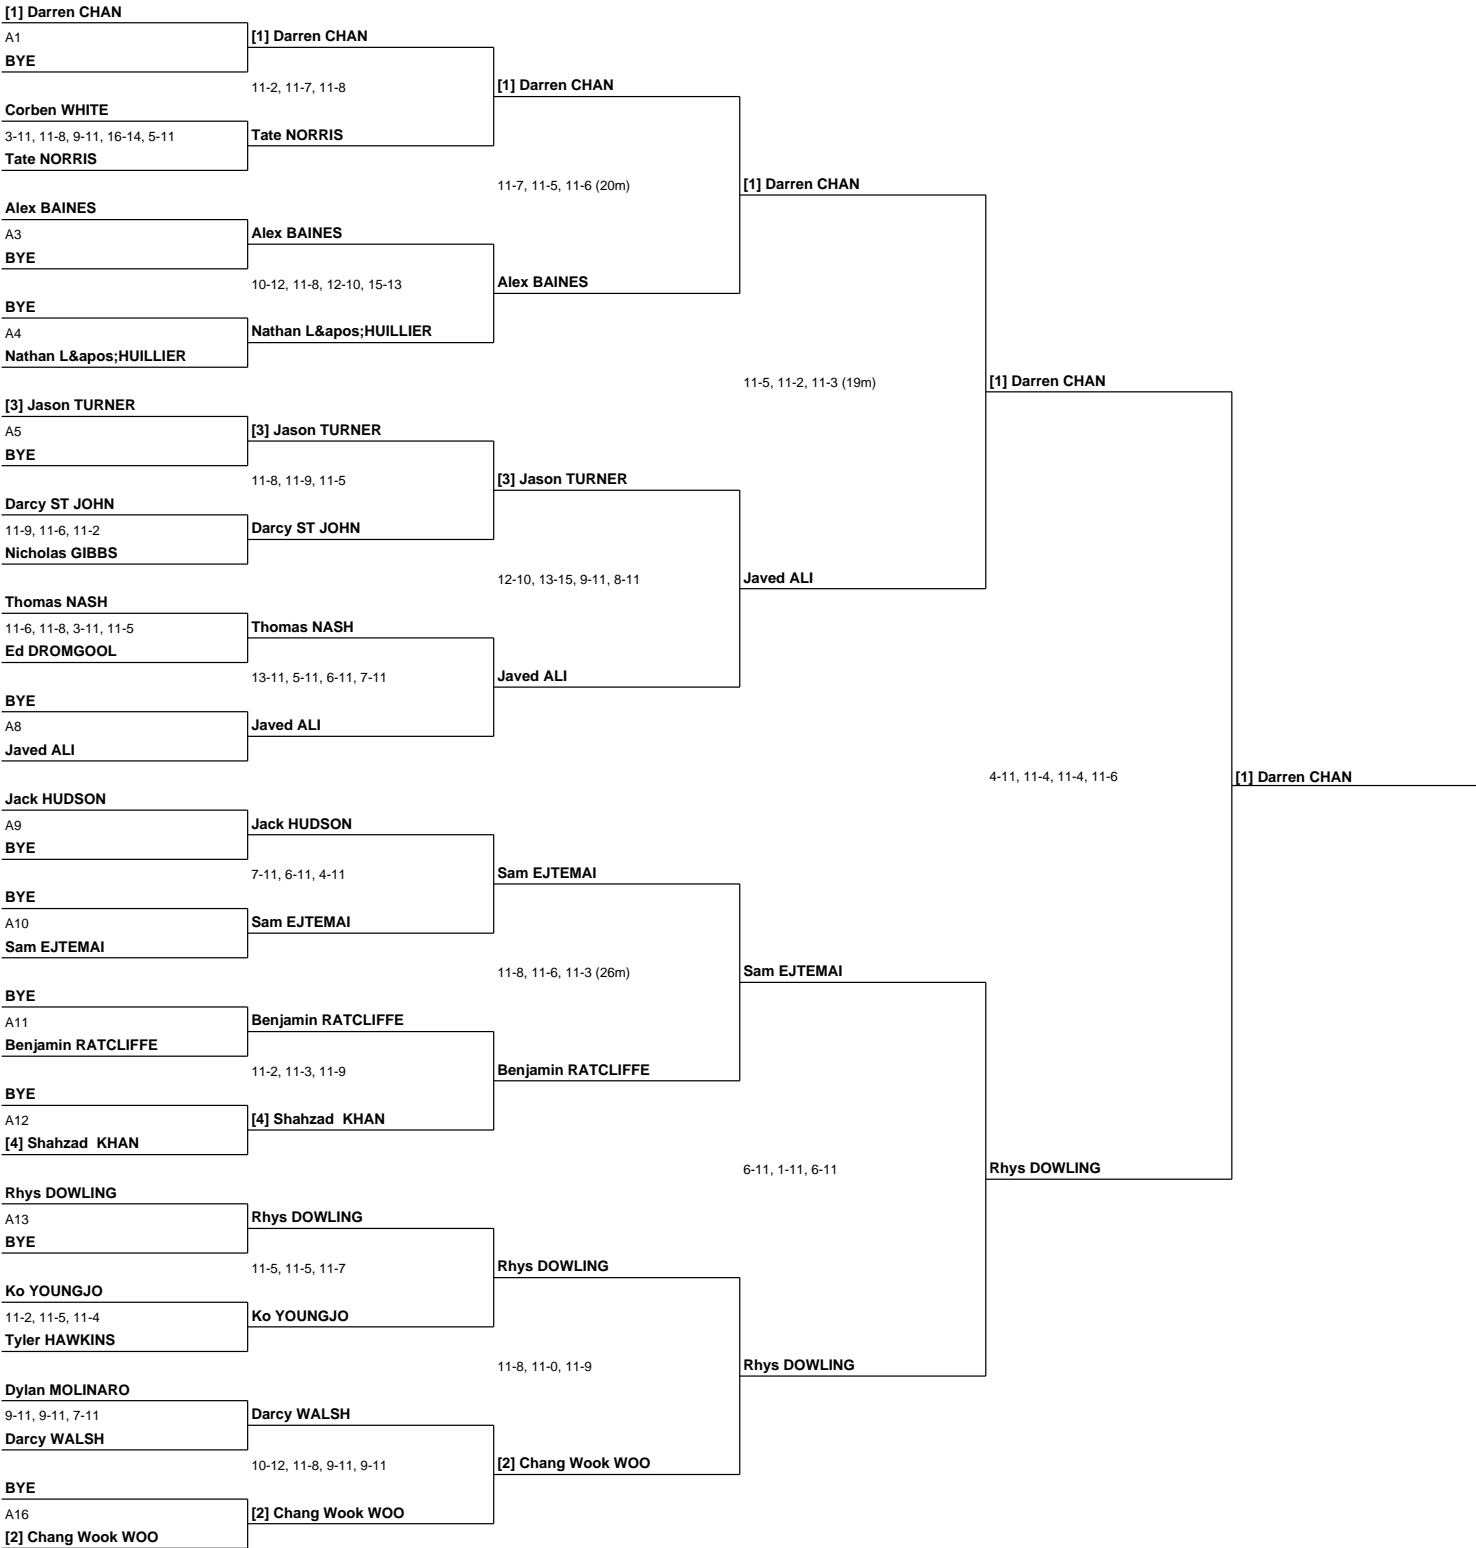 [1] Darren CHAN
A1
BYE
[1] Darren CHAN
11-2, 11-7, 11-8
[1] Darren CHAN
Corben WHITE
3-11, 11-8, 9-11, 16-14, 5-11
Tate NORRIS
Tate NORRIS
11-7, 11-5, 11-6 (20m)
[1] Darren CHAN
Alex BAINES
A3
BYE
Alex BAINES
10-12, 11-8, 12-10, 15-13
Alex BAINES
BYE
A4
Nathan L&apos;HUILLIER
Nathan L&apos;HUILLIER
11-5, 11-2, 11-3 (19m)
[1] Darren CHAN
[3] Jason TURNER
A5
BYE
[3] Jason TURNER
11-8, 11-9, 11-5
[3] Jason TURNER
Darcy ST JOHN
11-9, 11-6, 11-2
Nicholas GIBBS
Darcy ST JOHN
12-10, 13-15, 9-11, 8-11
Javed ALI
Thomas NASH
11-6, 11-8, 3-11, 11-5
Ed DROMGOOL
Thomas NASH
13-11, 5-11, 6-11, 7-11
Javed ALI
BYE
A8
Javed ALI
Javed ALI
4-11, 11-4, 11-4, 11-6
[1] Darren CHAN
Jack HUDSON
A9
BYE
Jack HUDSON
7-11, 6-11, 4-11
Sam EJTEMAI
BYE
A10
Sam EJTEMAI
Sam EJTEMAI
11-8, 11-6, 11-3 (26m)
Sam EJTEMAI
BYE
A11
Benjamin RATCLIFFE
Benjamin RATCLIFFE
11-2, 11-3, 11-9
Benjamin RATCLIFFE
BYE
A12
[4] Shahzad  KHAN
[4] Shahzad  KHAN
6-11, 1-11, 6-11
Rhys DOWLING
Rhys DOWLING
A13
BYE
Rhys DOWLING
11-5, 11-5, 11-7
Rhys DOWLING
Ko YOUNGJO
11-2, 11-5, 11-4
Tyler HAWKINS
Ko YOUNGJO
11-8, 11-0, 11-9
Rhys DOWLING
Dylan MOLINARO
9-11, 9-11, 7-11
Darcy WALSH
Darcy WALSH
10-12, 11-8, 9-11, 9-11
[2] Chang Wook WOO
BYE
A16
[2] Chang Wook WOO
[2] Chang Wook WOO